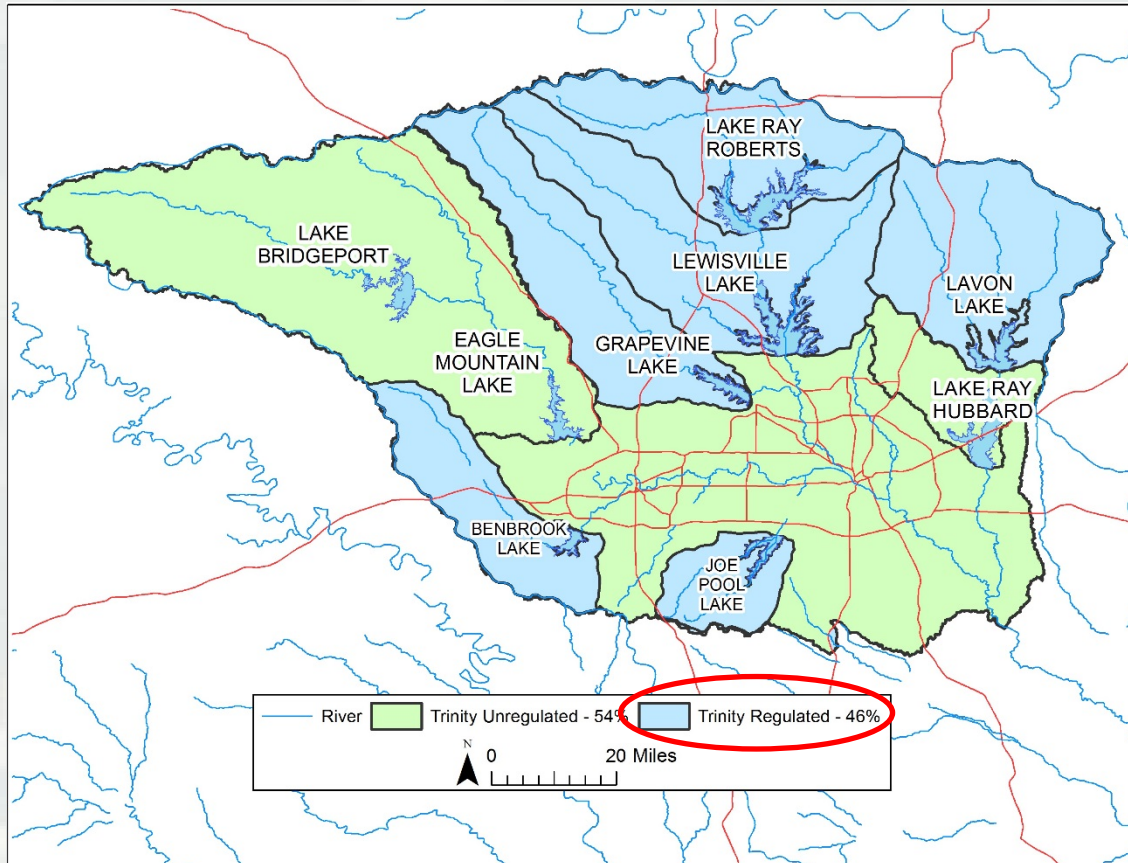 LAKE RAY
ROBERTS
LAKE
BRIDGEPORT
LEWISVILLE
LAKE
LAVON
LAKE
EAGLE
MOUNTAIN
LAKE
GRAPEVINE
LAKE
LAKE RAY
HUBBARD
BENBROOK
LAKE
JOE
POOL
LAKE
River Trinity Unregulated - 54% Trinity Regulated - 46%
N
0 20 Miles